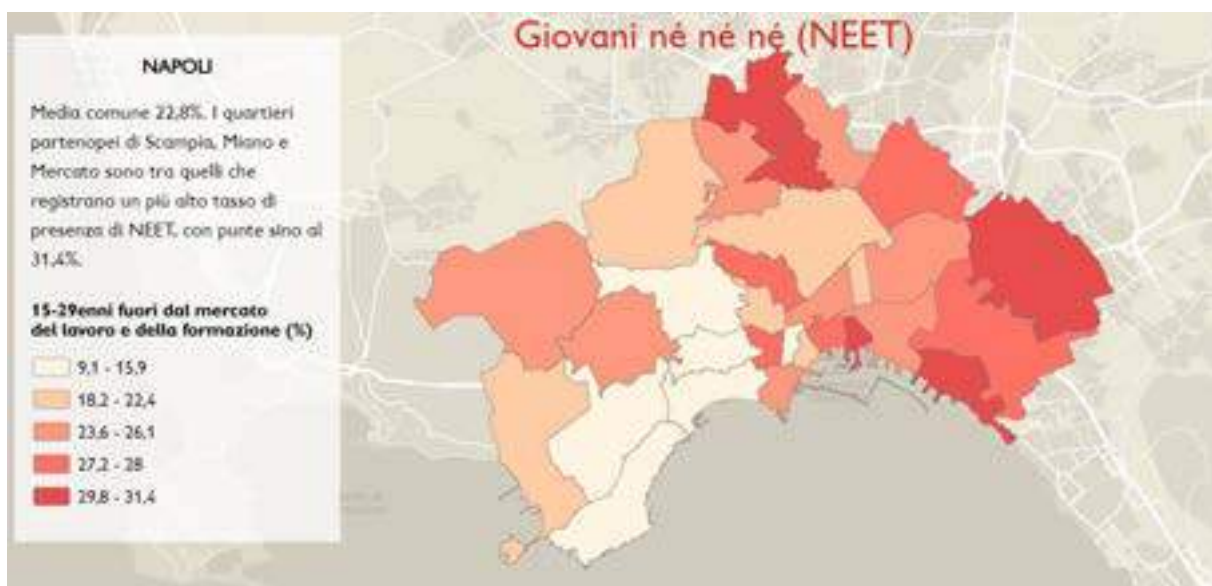 Giovani né né né (NEET)
NAPOLI
Media comune 22,8%. I quartieri
partenopei di Scampia, Miano e
Mercato sono tra quelli che
registrano un più alto tasso di
presenza di NEET, con punte sino al
31,4%.
15-29enni fuori dal mercato
del lavoro e della formazione (%)
9,1 - 15,9
18,2 - 22,4
23,6 - 26,1
27,2 - 28
29,8 - 31,4